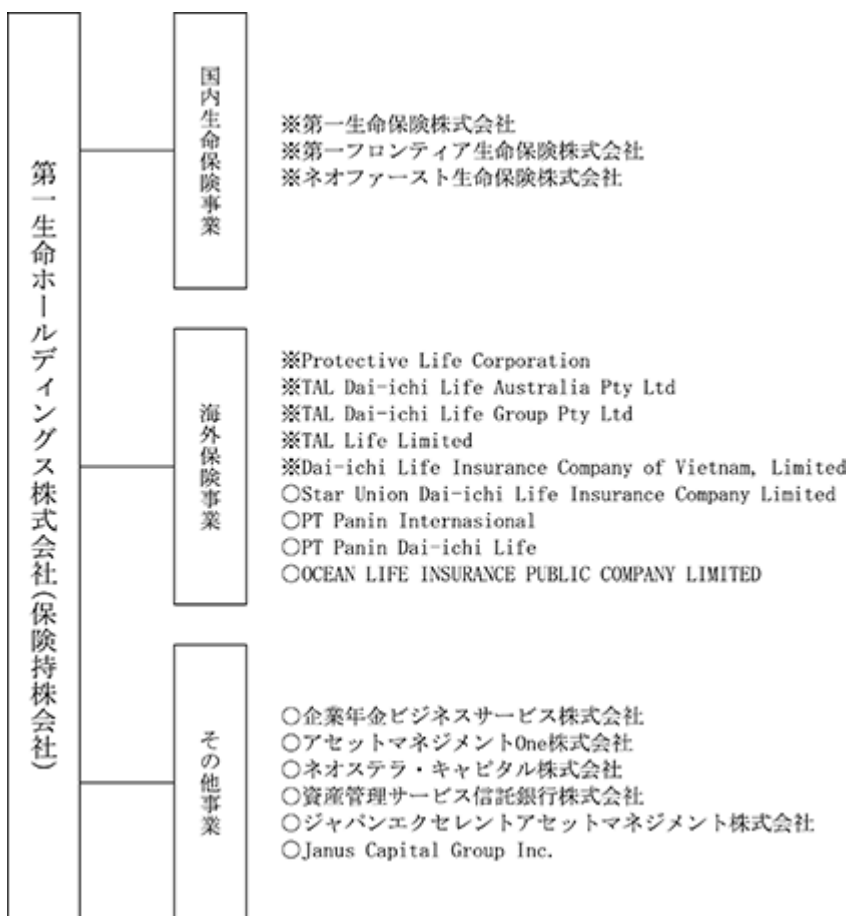 第一生命ホールディングス株式会社(保険持株会社)
国内生命保険事業
※第一生命保険株式会社
※第一フロンティア生命保険株式会社
※ネオファースト生命保険株式会社
海外保険事業
※Protective Life Corporation
※TAL Dai-ichi Life Australia Pty Ltd
※TAL Dai-ichi Life Group Pty Ltd
※TAL Life Limited
※Dai-ichi Life Insurance Company of Vietnam, Limited
○Star Union Dai-ichi Life Insurance Company Limited
○PT Panin Internasional
○PT Panin Dai-ichi Life
○OCEAN LIFE INSURANCE PUBLIC COMPANY LIMITED
その他事業
○企業年金ビジネスサービス株式会社
○アセットマネジメントOne株式会社
○ネオステラ・キャピタル株式会社
○資産管理サービス信託銀行株式会社
○ジャパンエクセレントアセットマネジメント株式会社
○Janus Capital Group Inc.